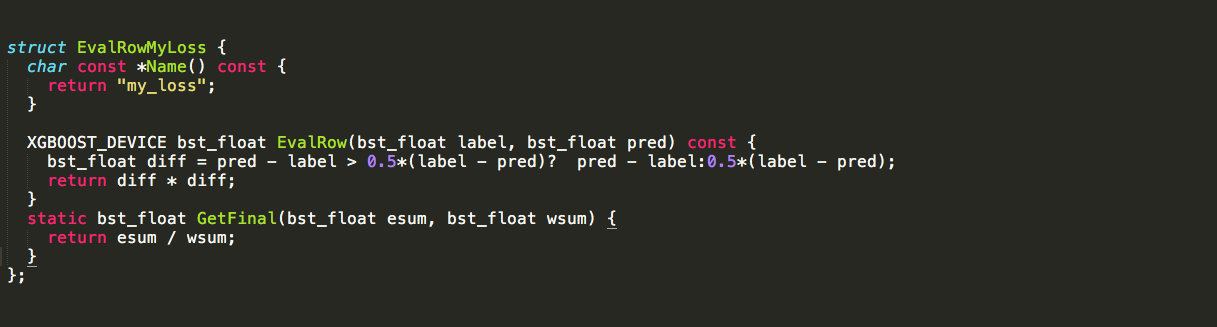 struct EvalRowMyLoss {
  char const *Name() const {
    return "my_loss";
  }

  XGBOOST_DEVICE bst_float EvalRow(bst_float label, bst_float pred) const {
    bst_float diff = pred - label > 0.5*(label - pred)?  pred - label:0.5*(label - pred);
    return diff * diff;
  }
  static bst_float GetFinal(bst_float esum, bst_float wsum) {
    return esum / wsum;
  }
};